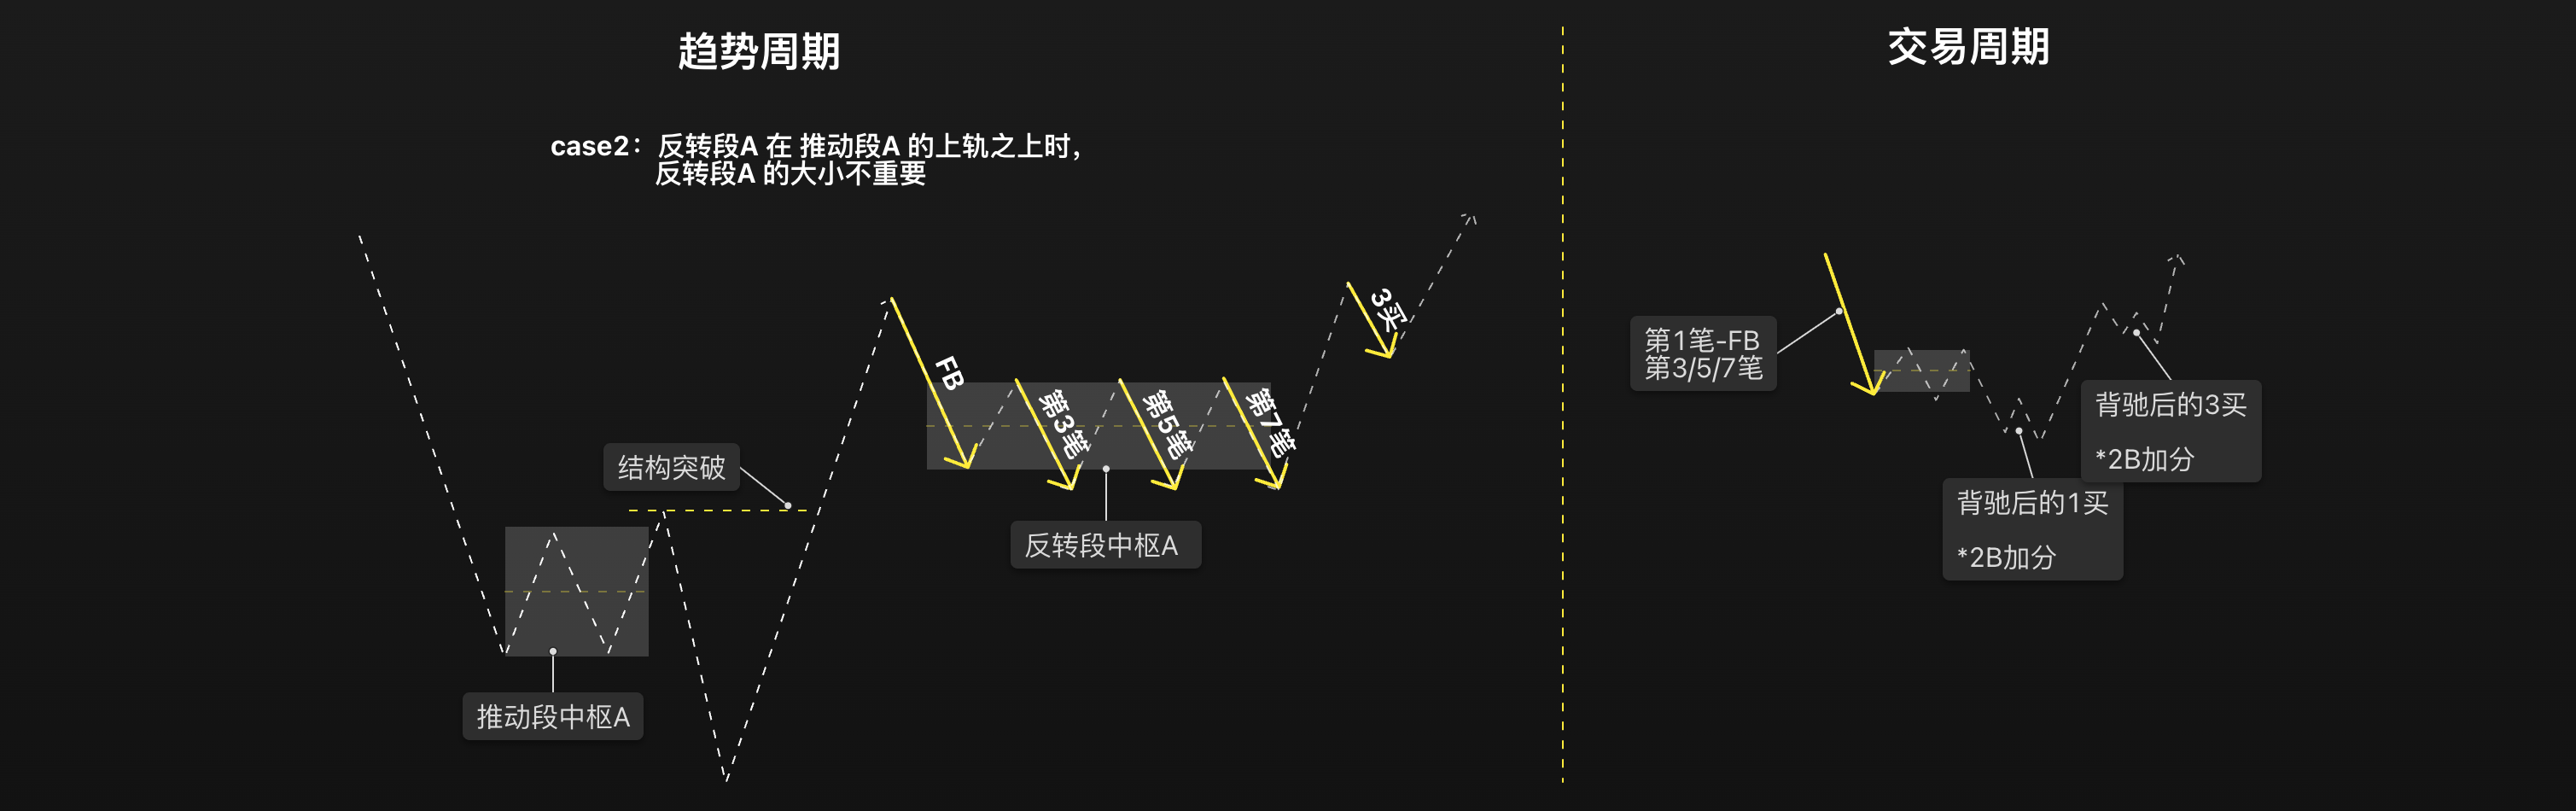 趋势周期
case2：反转段A 在 推动段A 的上轨之上时，
反转段A 的大小不重要
FB
第3笔
第5笔
第7笔
3买
结构突破
反转段中枢A
推动段中枢A
交易周期
第1笔-FB
第3/5/7笔
背驰后的3买
*2B加分
背驰后的1买
*2B加分